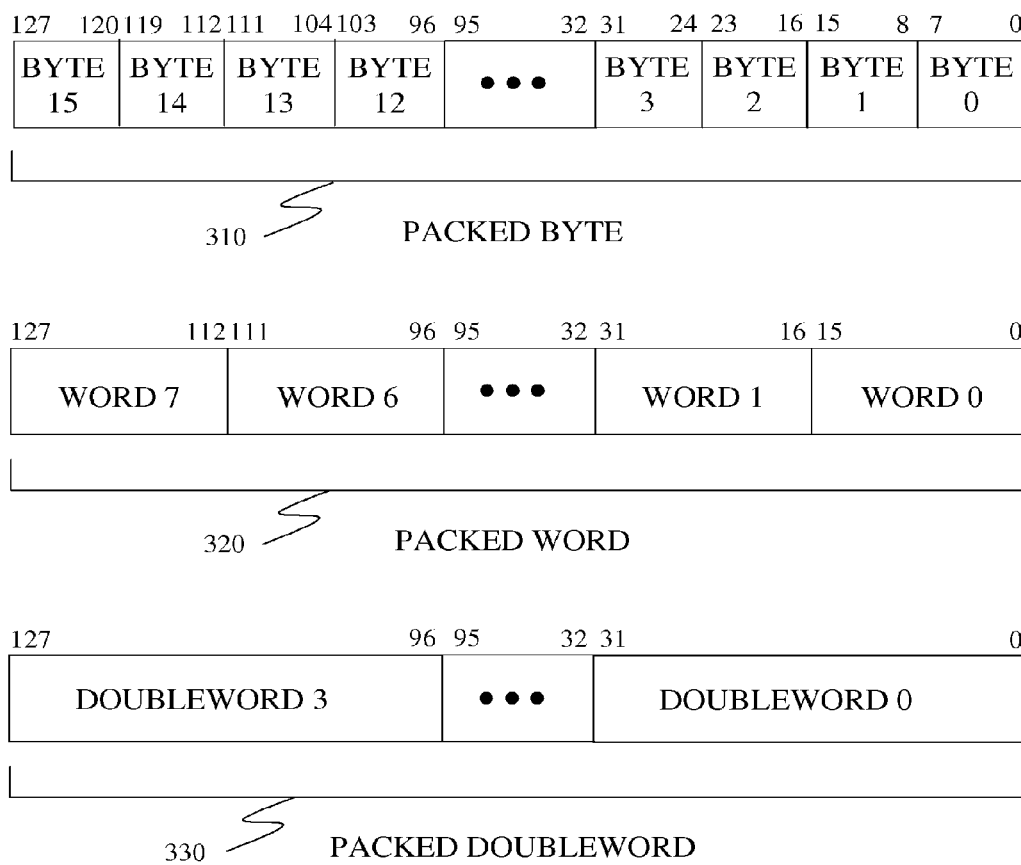 127 120 119 112 111 104 103 96 95 32 31 24 23 16 15 8 7 0
BYTE 15 BYTE 14 BYTE 13 BYTE 12 ••• BYTE 3 BYTE 2 BYTE 1 BYTE 0
310 PACKED BYTE
127 112 111 96 95 32 31 16 15 0
WORD 7 WORD 6 ••• WORD 1 WORD 0
320 PACKED WORD
127 96 95 32 31 0
DOUBLEWORD 3 ••• DOUBLEWORD 0
330 PACKED DOUBLEWORD